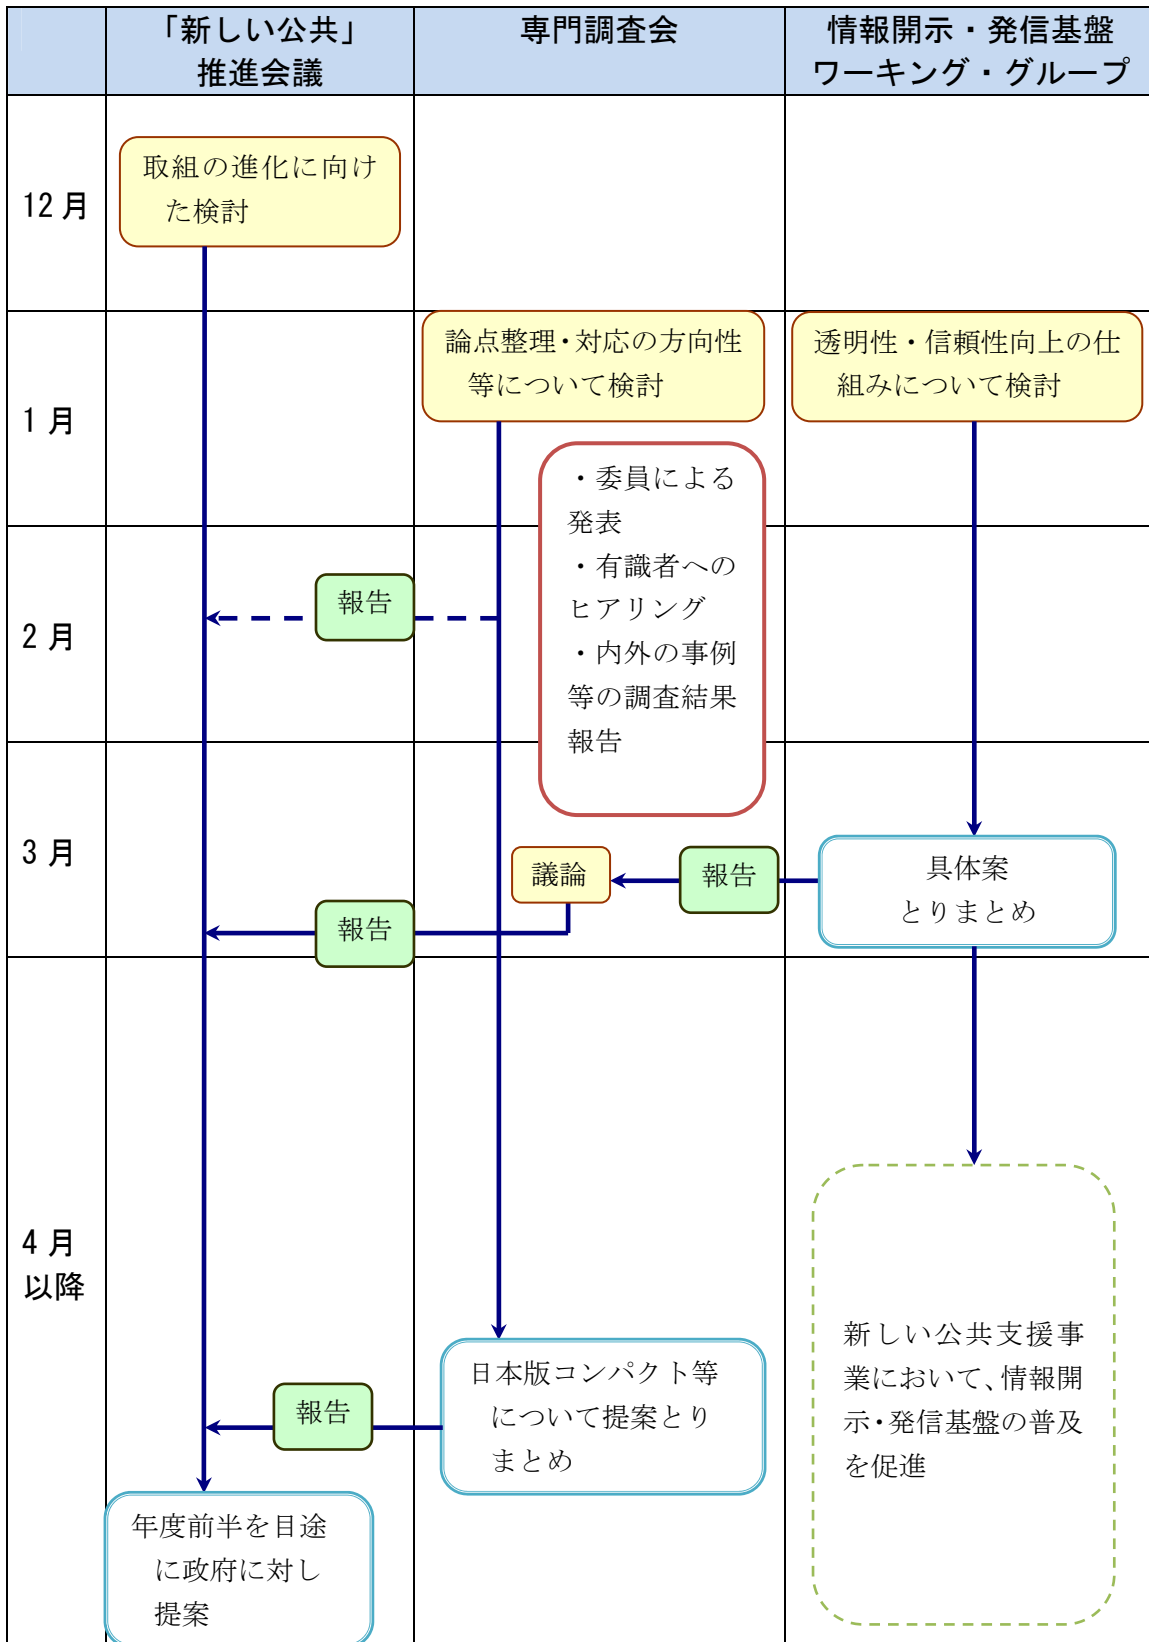 「新しい公共」
推進会議
専門調査会
情報開示・発信基盤
ワーキング・グループ
12月
取組の進化に向け
た検討
1月
論点整理・対応の方向性
等について検討
透明性・信頼性向上の仕
組みについて検討
・委員による
発表
・有識者への
ヒアリング
・内外の事例
等の調査結果
報告
2月
報告
3月
議論
報告
具体案
とりまとめ
報告
4月
以降
新しい公共支援事
業において、情報開
示・発信基盤の普及
を促進
日本版コンパクト等
について提案とり
まとめ
報告
年度前半を目途
に政府に対し
提案